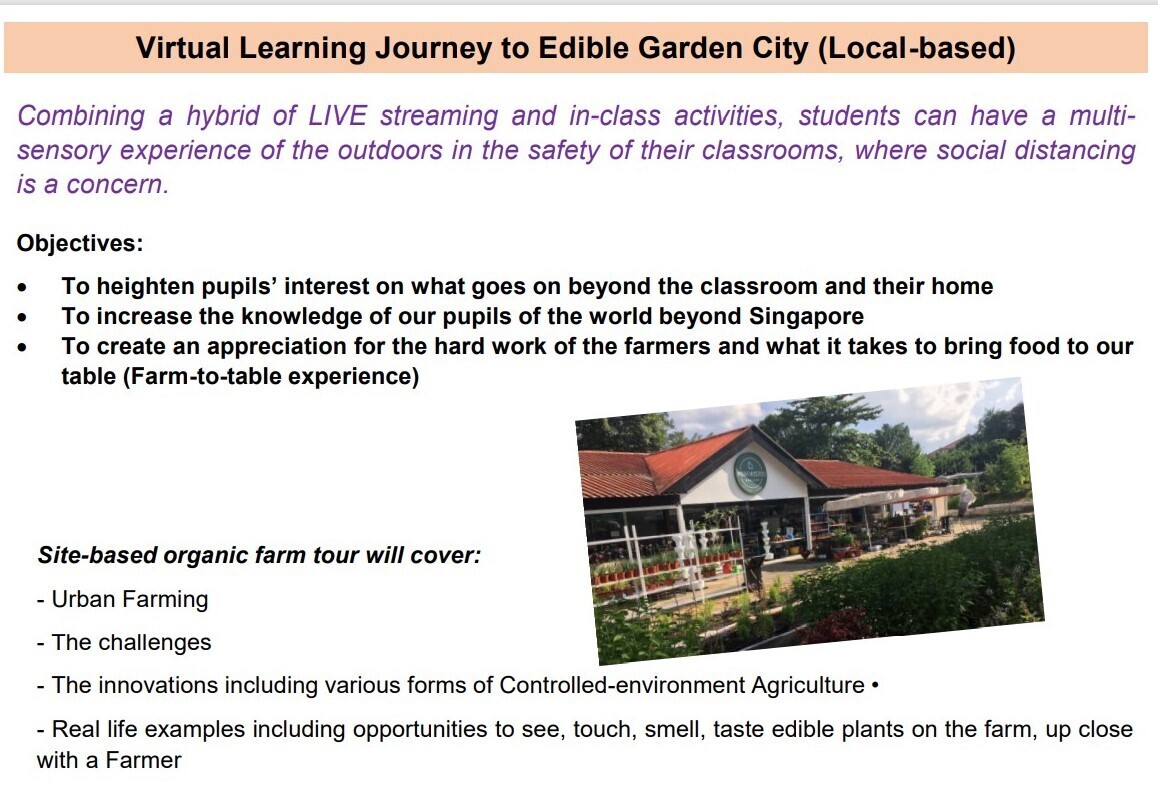 Virtual Learning Journey to Edible Garden City (Local-based)
Combining a hybrid of LIVE streaming and in-class activities, students can have a multi-
sensory experience of the outdoors in the safety of their classrooms, where social distancing
is a concern.
Objectives:
• To heighten pupils’ interest on what goes on beyond the classroom and their home
• To increase the knowledge of our pupils of the world beyond Singapore
• To create an appreciation for the hard work of the farmers and what it takes to bring food to our
table (Farm-to-table experience)
Site-based organic farm tour will cover:
- Urban Farming
- The challenges
- The innovations including various forms of Controlled-environment Agriculture •
- Real life examples including opportunities to see, touch, smell, taste edible plants on the farm, up close
with a Farmer